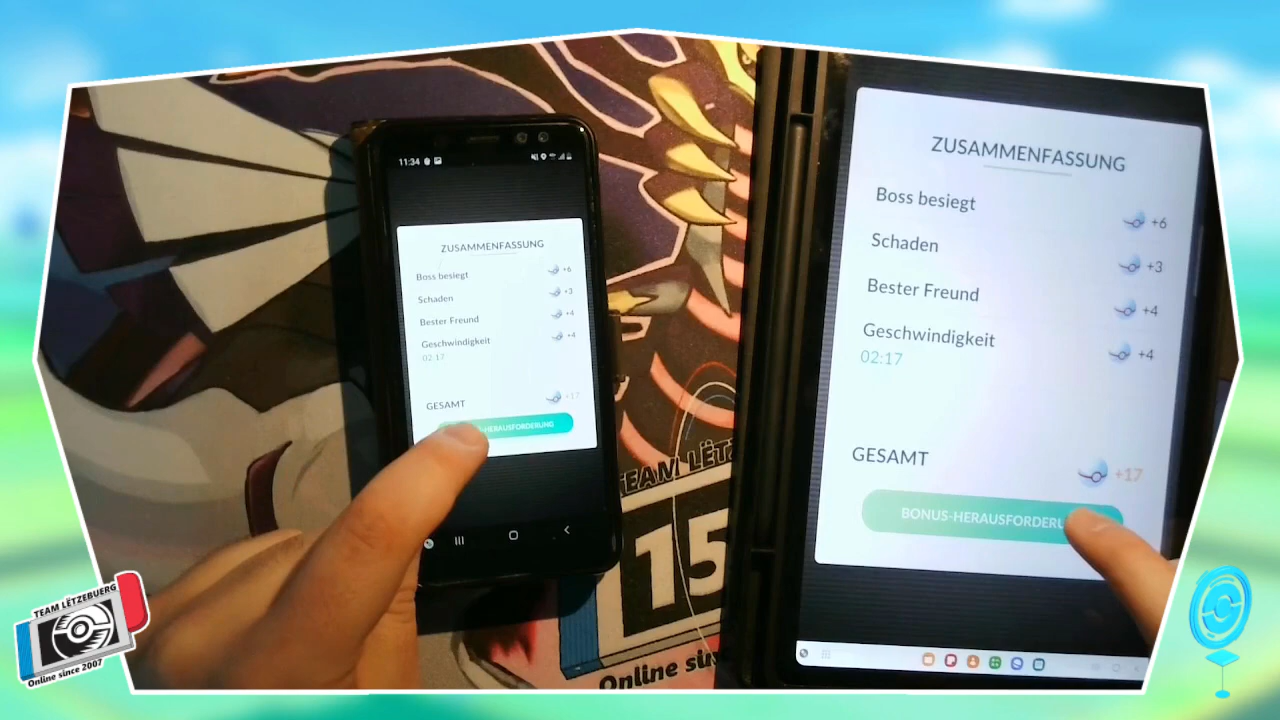 11:34
ZUSAMMENFASSUNG
Boss besiegt +6
Schaden +3
Bester Freund +4
Geschwindigkeit +4
02:17
GESAMT +17
-HERAUSFORDERUNG
ZUSAMMENFASSUNG
Boss besiegt +6
Schaden +3
Bester Freund +4
Geschwindigkeit +4
02:17
GESAMT +17
BONUS-HERAUSFORDERU
TEAM LËTZ
15
Online sin
TEAM LËTZEBUERG
Online since 2007